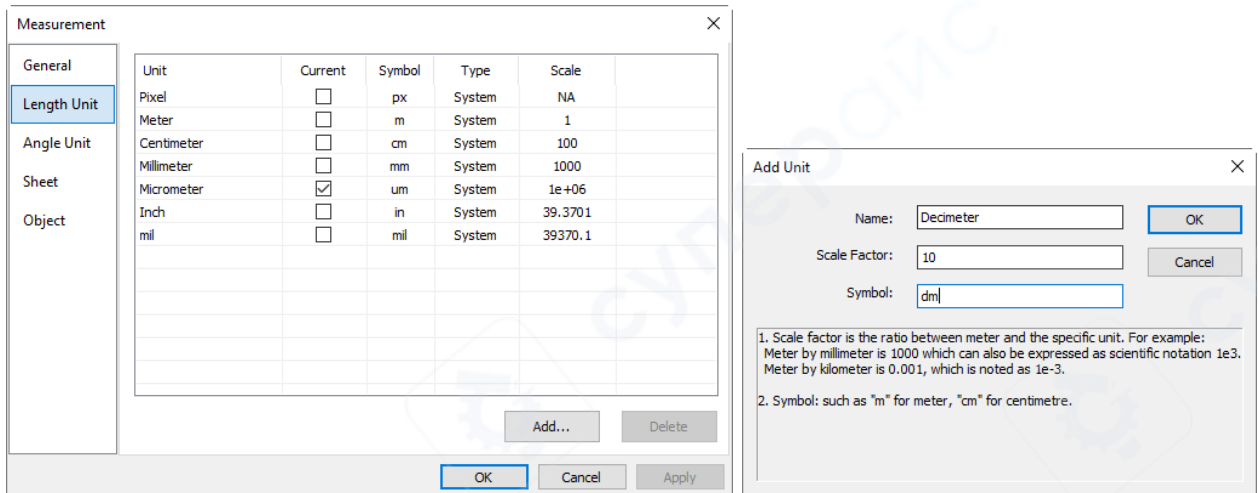 Measurement
General
Length Unit
Angle Unit
Sheet
Object
Unit Current Symbol Type Scale
Pixel px System NA
Meter m System 1
Centimeter cm System 100
Millimeter mm System 1000
Micrometer um System 1e+06
Inch in System 39.3701
mil mil System 39370.1
Add... Delete
OK Cancel Apply
Add Unit
Name: Decimeter OK
Scale Factor: 10 Cancel
Symbol: dm
1. Scale factor is the ratio between meter and the specific unit. For example:
Meter by millimeter is 1000 which can also be expressed as scientific notation 1e3.
Meter by kilometer is 0.001, which is noted as 1e-3.
2. Symbol: such as "m" for meter, "cm" for centimetre.
суперайс